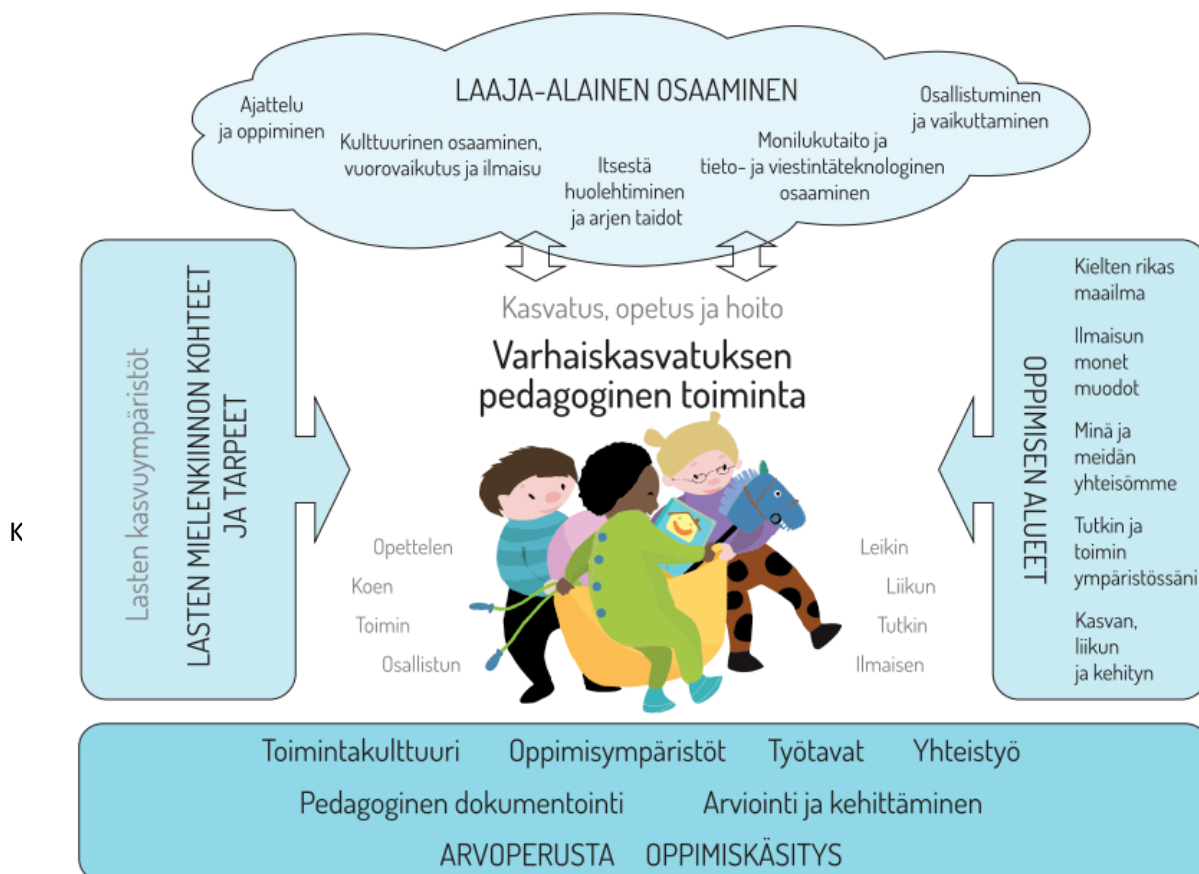 LAAJA-ALAINEN OSAAMINEN
Ajattelu
ja oppiminen
Kulttuurinen osaaminen,
vuorovaikutus ja ilmaisu
Itsestä
huolehtiminen
ja arjen taidot
Monilukutaito ja
tieto- ja viestintäteknologinen
osaaminen
Osallistuminen
ja vaikuttaminen
Lasten kasvuympäristöt
LASTEN MIELENKIINNON KOHTEET
JA TARPEET
Kasvatus, opetus ja hoito
Varhaiskasvatuksen
pedagoginen toiminta
Opettelen
Koen
Toimin
Osallistun
Leikin
Liikun
Tutkin
Ilmaisen
OPPIMISEN ALUEET
Kielten rikas
maailma
Ilmaisun
monet
muodot
Minä ja
meidän
yhteisömme
Tutkin ja
toimin
ympäristössäni
Kasvan,
liikun
ja kehityn
K
Toimintakulttuuri Oppimisympäristöt Työtavat Yhteistyö
Pedagoginen dokumentointi Arviointi ja kehittäminen
ARVOPERUSTA OPPIMISKÄSITYS